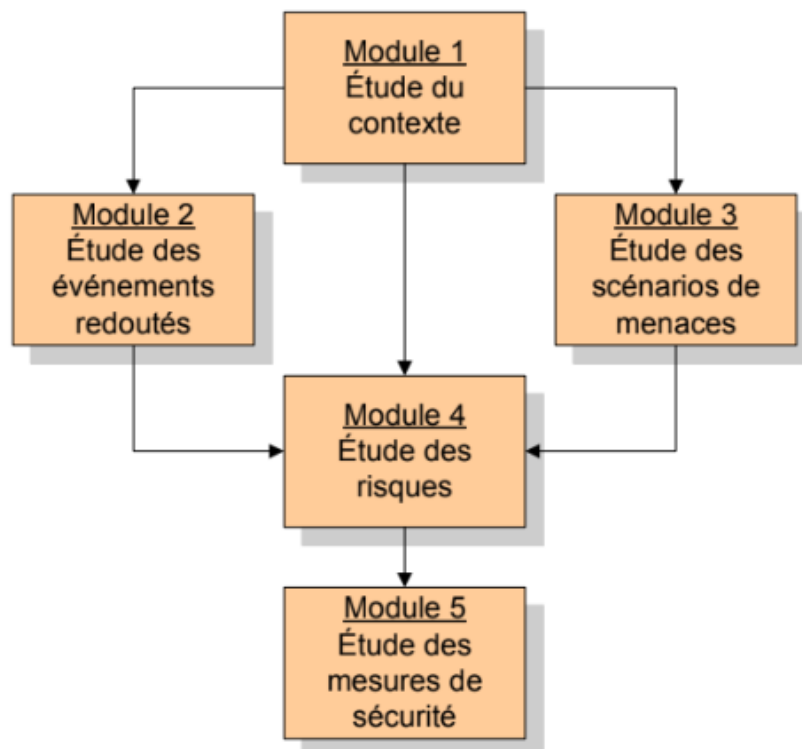 Module 1
Étude du
contexte
Module 2
Étude des
événements
redoutés
Module 3
Étude des
scénarios de
menaces
Module 4
Étude des
risques
Module 5
Étude des
mesures de
sécurité